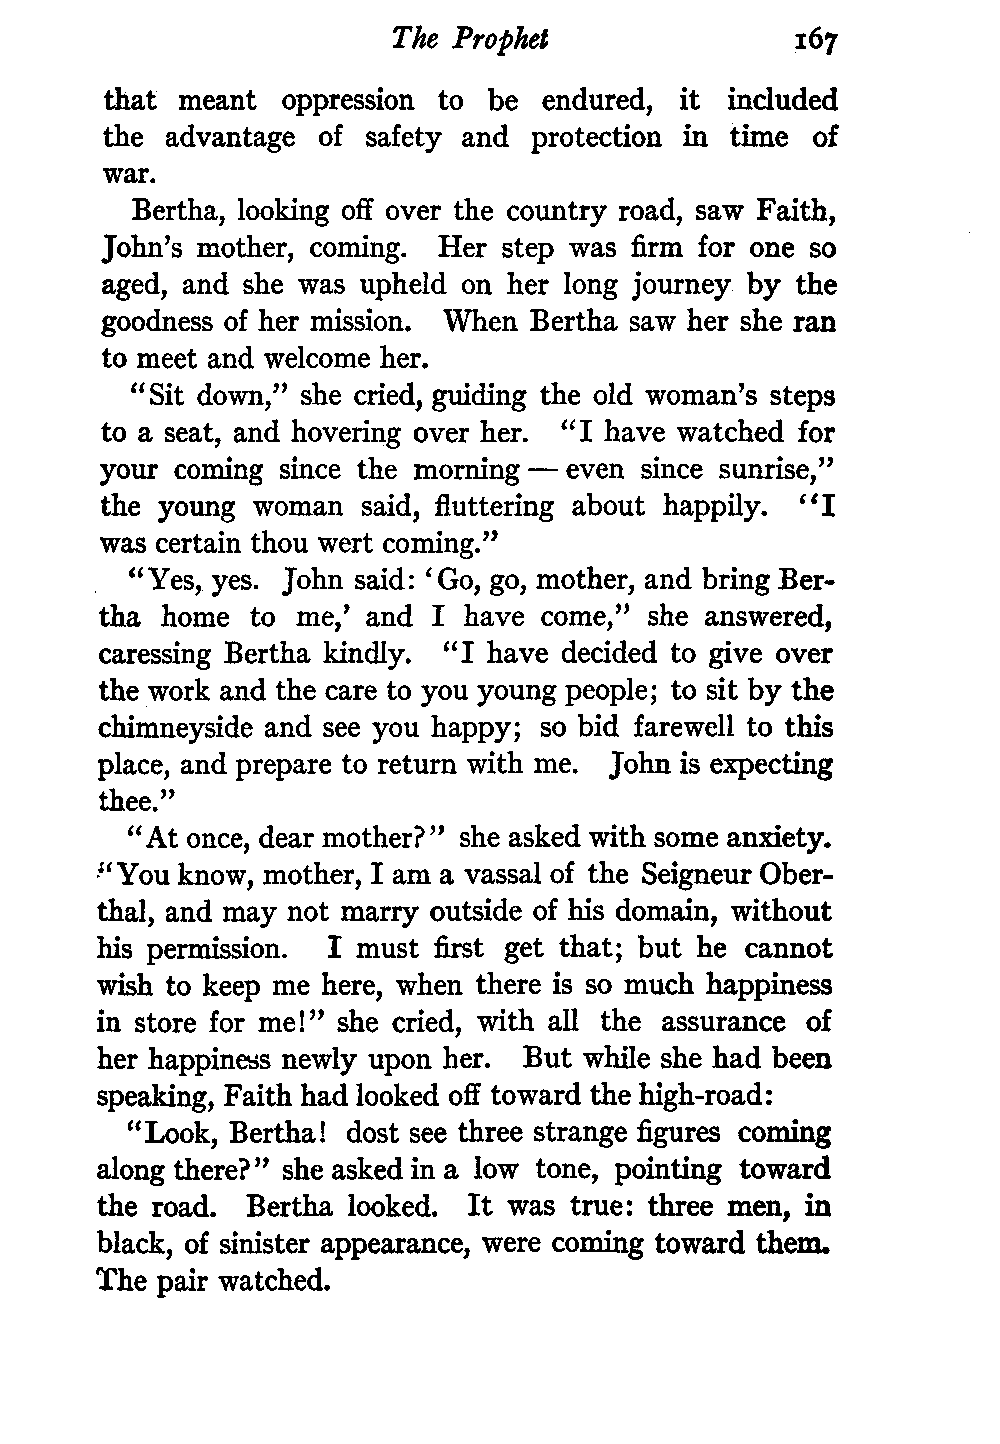 The Prophet 167
that meant oppression to be endured, it included
the advantage of safety and protection in time of
war.
Bertha, looking off over the country road, saw Faith,
John's mother, coming. Her step was firm for one so
aged, and she was upheld on her long journey by the
goodness of her mission. When Bertha saw her she ran
to meet and welcome her.
"Sit down," she cried, guiding the old woman's steps
to a seat, and hovering over her. "I have watched for
your coming since the morning — even since sunrise,"
the young woman said, fluttering about happily. "I
was certain thou wert coming."
"Yes, yes. John said: 'Go, go, mother, and bring Ber-
tha home to me,' and I have come," she answered,
caressing Bertha kindly. "I have decided to give over
the work and the care to you young people; to sit by the
chimneyside and see you happy; so bid farewell to this
place, and prepare to return with me. John is expecting
thee."
"At once, dear mother?" she asked with some anxiety.
"You know, mother, I am a vassal of the Seigneur Ober-
thal, and may not marry outside of his domain, without
his permission. I must first get that; but he cannot
wish to keep me here, when there is so much happiness
in store for me!" she cried, with all the assurance of
her happiness newly upon her. But while she had been
speaking, Faith had looked off toward the high-road:
"Look, Bertha! dost see three strange figures coming
along there?" she asked in a low tone, pointing toward
the road. Bertha looked. It was true: three men, in
black, of sinister appearance, were coming toward them.
The pair watched.